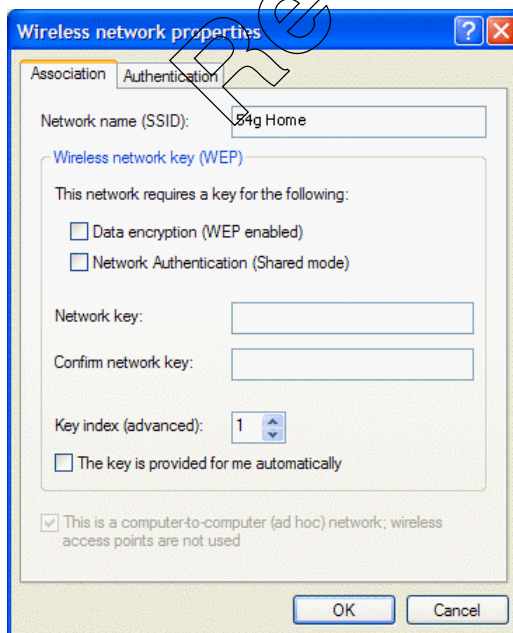 Wireless network properties
Association
Authentication
Network name (SSID):
54g Home
Wireless network key (WEP)
This network requires a key for the following:
Data encryption (WEP enabled)
Network Authentication (Shared mode)
Network key:
Confirm network key:
Key index (advanced):
1
The key is provided for me automatically
This is a computer-to-computer (ad hoc) network; wireless
access points are not used
OK
Cancel